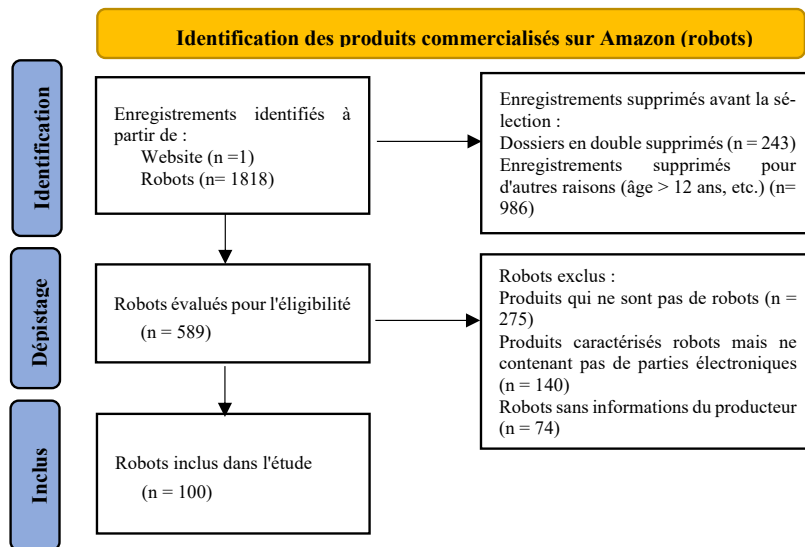 Identification des produits commercialisés sur Amazon (robots)
Identification
Enregistrements identifiés à
partir de :
Website (n =1)
Robots (n= 1818)
Enregistrements supprimés avant la sé-
lection :
Dossiers en double supprimés (n = 243)
Enregistrements supprimés pour
d'autres raisons (âge > 12 ans, etc.) (n=
986)
Dépistage
Robots évalués pour l'éligibilité
(n = 589)
Robots exclus :
Produits qui ne sont pas de robots (n =
275)
Produits caractérisés robots mais ne
contenant pas de parties électroniques
(n = 140)
Robots sans informations du producteur
(n = 74)
Inclus
Robots inclus dans l'étude
(n = 100)